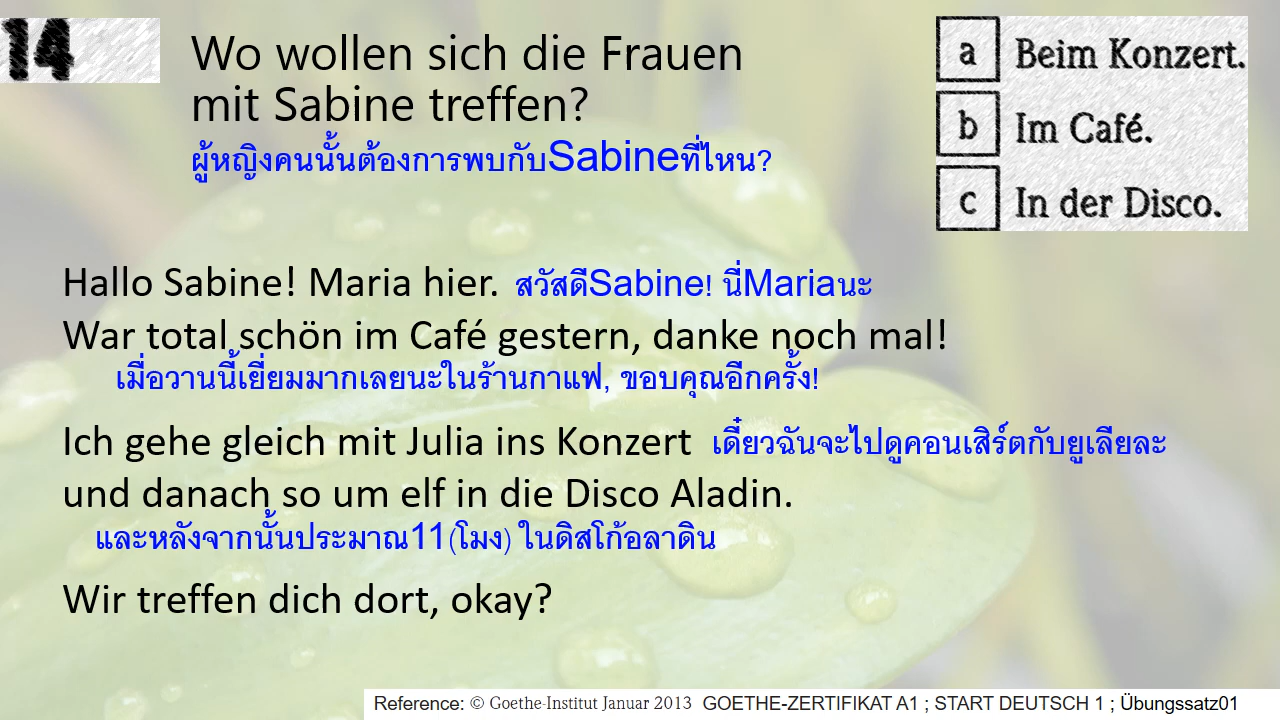 14
Wo wollen sich die Frauen
mit Sabine treffen?
ผู้หญิงคนนั้นต้องการพบกับSabineที่ไหน?
a Beim Konzert.
b Im Café.
c In der Disco.
Hallo Sabine! Maria hier. สวัสดีSabine! นี่Mariaนะ
War total schön im Café gestern, danke noch mal!
เมื่อวานนี้เยี่ยมมากเลยนะในร้านกาแฟ, ขอบคุณอีกครั้ง!
Ich gehe gleich mit Julia ins Konzert เดี๋ยวฉันจะไปดูคอนเสิร์ตกับยูเลียละ
und danach so um elf in die Disco Aladin.
และหลังจากนั้นประมาณ11(โมง) ในดิสโก้อลาดิน
Wir treffen dich dort, okay?
Reference: © Goethe-Institut Januar 2013 GOETHE-ZERTIFIKAT A1 ; START DEUTSCH 1 ; Übungssatz01